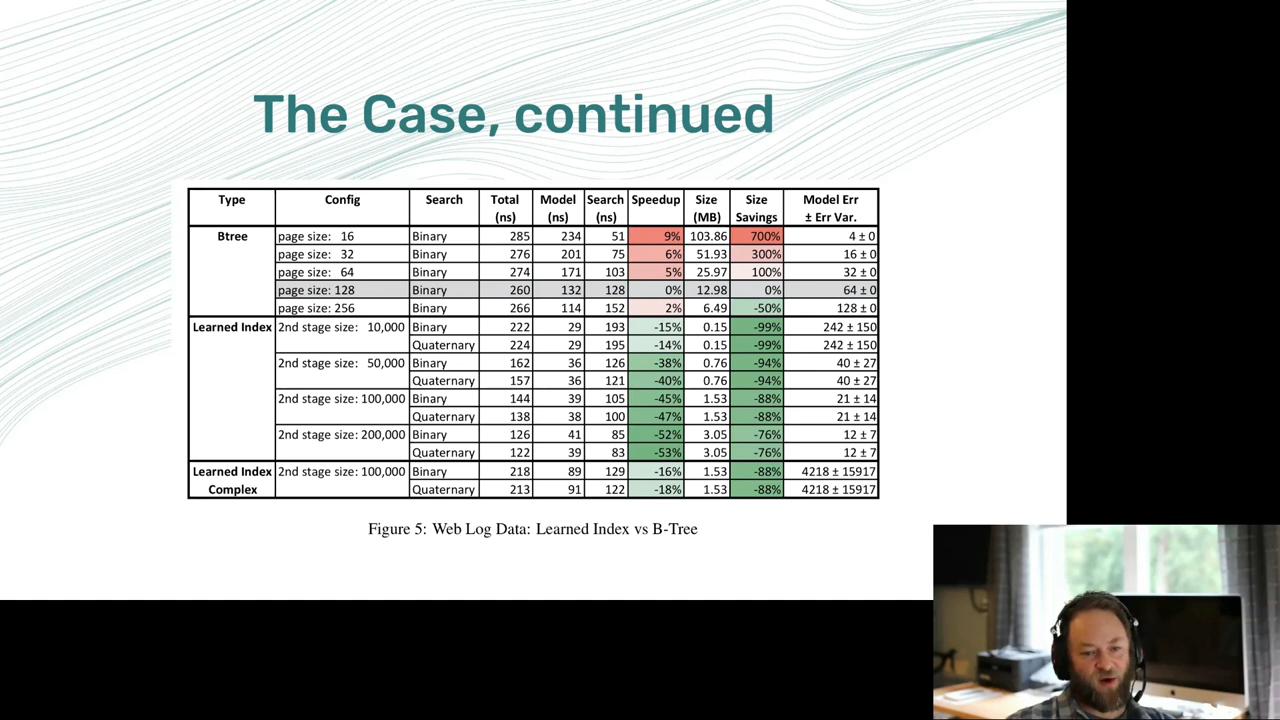 The Case, continued
Type Config Search Total (ns) Model (ns) Search (ns) Speedup Size (MB) Size Savings Model Err ± Err Var.
Btree page size: 16 Binary 285 234 51 9% 103.86 700% 4 ± 0
page size: 32 Binary 276 201 75 6% 51.93 300% 16 ± 0
page size: 64 Binary 274 171 103 5% 25.97 100% 32 ± 0
page size: 128 Binary 260 132 128 0% 12.98 0% 64 ± 0
page size: 256 Binary 266 114 152 2% 6.49 -50% 128 ± 0
Learned Index 2nd stage size: 10,000 Binary 222 29 193 -15% 0.15 -99% 242 ± 150
Quaternary 224 29 195 -14% 0.15 -99% 242 ± 150
2nd stage size: 50,000 Binary 162 36 126 -38% 0.76 -94% 40 ± 27
Quaternary 157 36 121 -40% 0.76 -94% 40 ± 27
2nd stage size: 100,000 Binary 144 39 105 -45% 1.53 -88% 21 ± 14
Quaternary 138 38 100 -47% 1.53 -88% 21 ± 14
2nd stage size: 200,000 Binary 126 41 85 -52% 3.05 -76% 12 ± 7
Quaternary 122 39 83 -53% 3.05 -76% 12 ± 7
Learned Index 2nd stage size: 100,000 Binary 218 89 129 -16% 1.53 -88% 4218 ± 15917
Complex Quaternary 213 91 122 -18% 1.53 -88% 4218 ± 15917
Figure 5: Web Log Data: Learned Index vs B-Tree